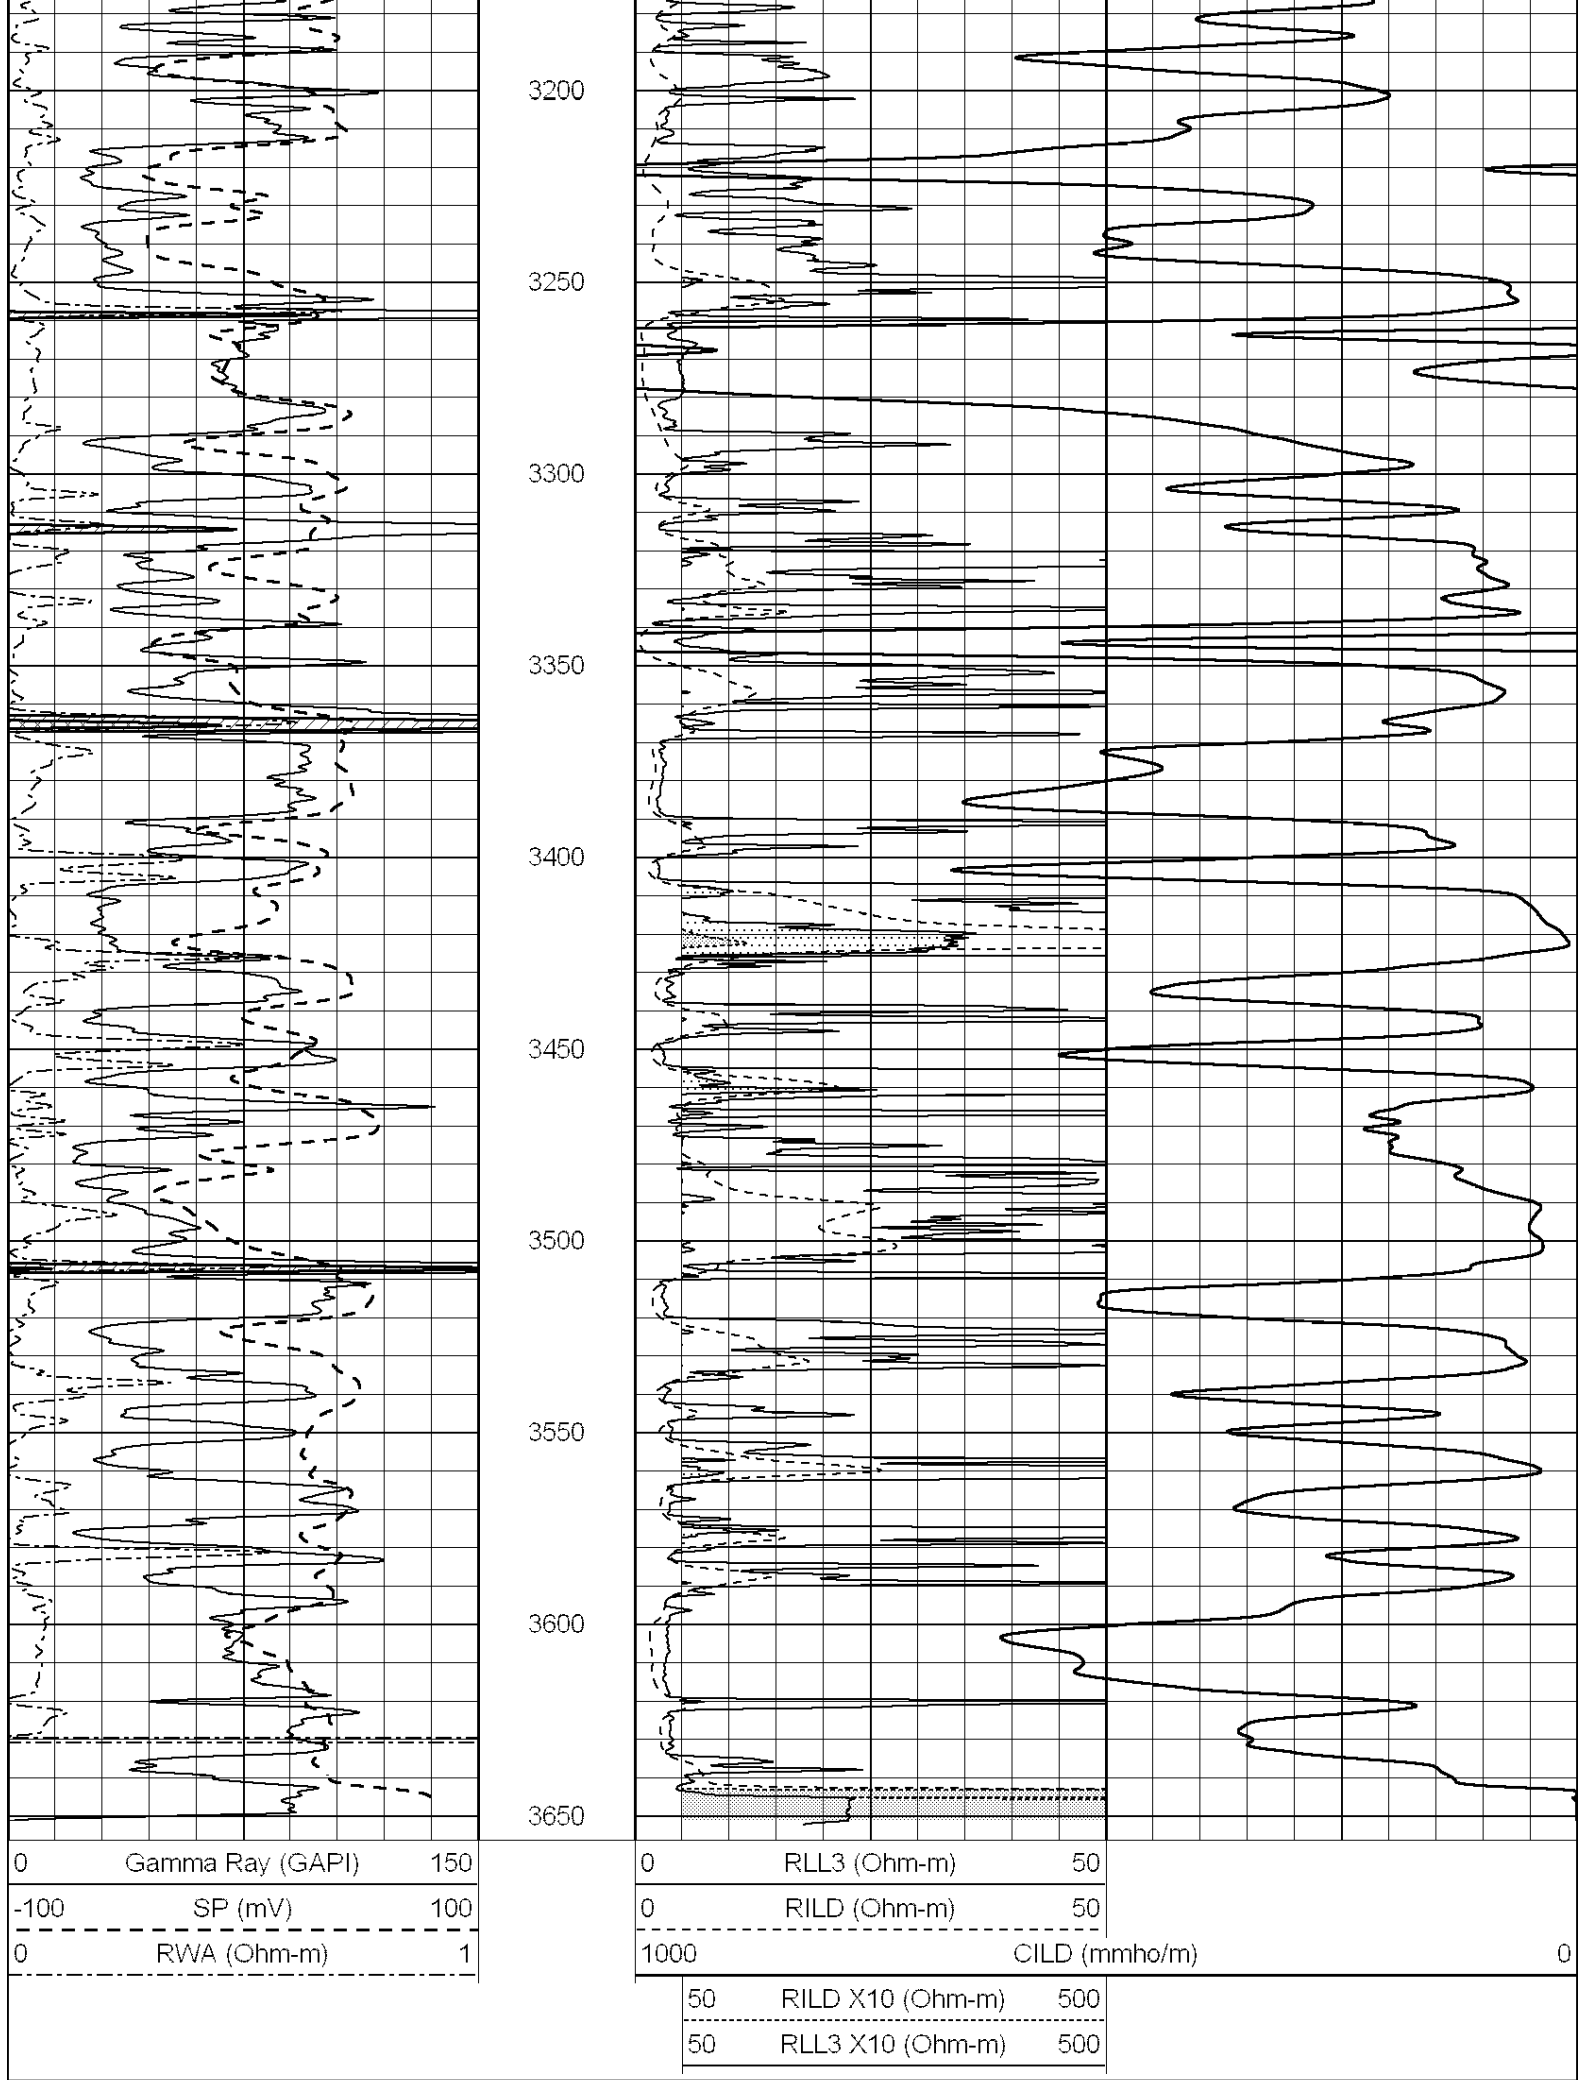 3200
3250
3300
3350
3400
3450
3500
3550
3600
3650
0 Gamma Ray (GAPI) 150
-100 SP (mV) 100
0 RWA (Ohm-m) 1
0 RLL3 (Ohm-m) 50
0 RILD (Ohm-m) 50
1000 CILD (mmho/m) 0
50 RILD X10 (Ohm-m) 500
50 RLL3 X10 (Ohm-m) 500